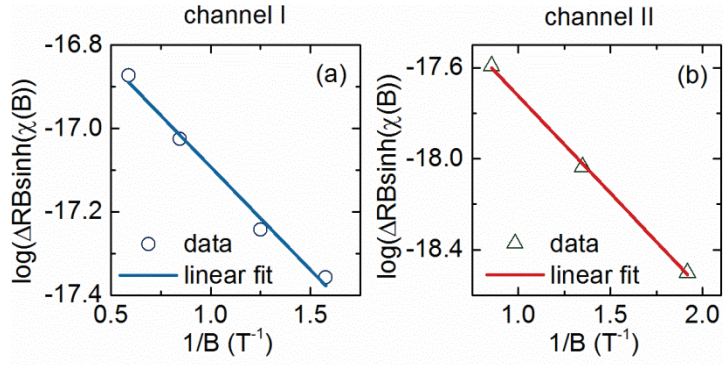 channel I
channel II
(a)
-16.8
-17.0
-17.2
-17.4
log(ΔRBsinh(χ(B))
data
linear fit
0.5
1.0
1.5
1/B (T⁻¹)
(b)
-17.6
-18.0
-18.4
log(ΔRBsinh(χ(B))
data
linear fit
1.0
1.5
2.0
1/B (T⁻¹)